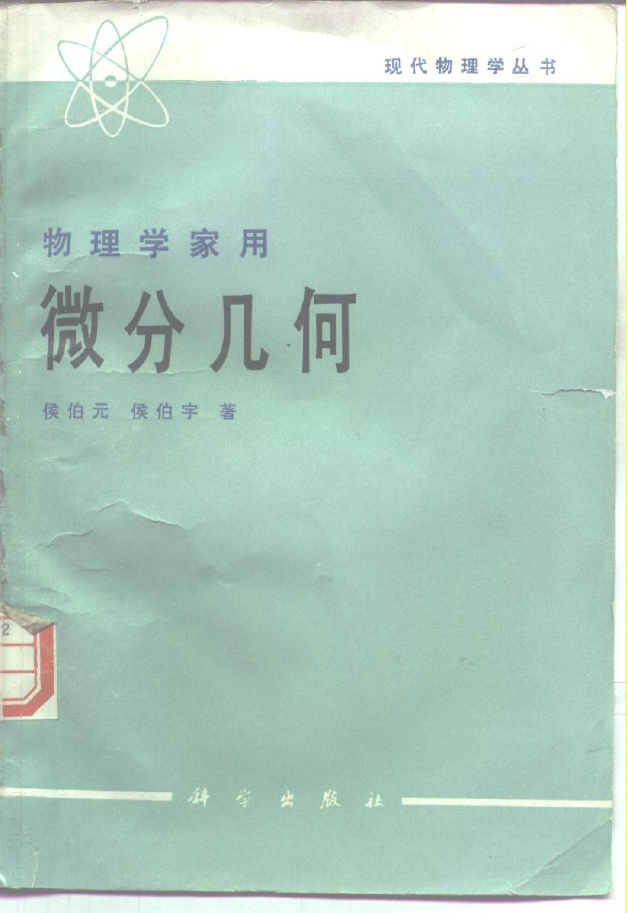 现代物理学丛书
物理学家用
微分几何
侯伯元 侯伯宇 著
2
科学出版社